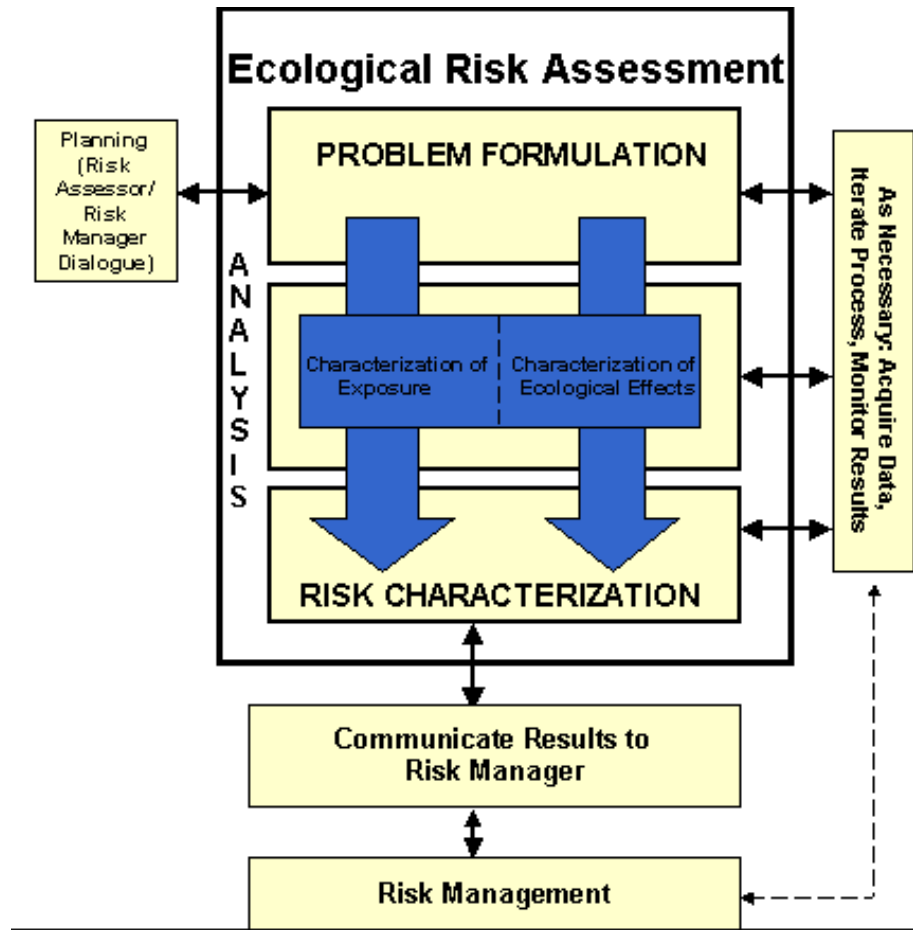 Ecological Risk Assessment
Planning
(Risk
Assessor/
Risk
Manager
Dialogue)
PROBLEM FORMULATION
ANALYSIS
Characterization of
Exposure
Characterization of
Ecological Effects
RISK CHARACTERIZATION
As Necessary: Acquire Data,
Iterate Process, Monitor Results
Communicate Results to
Risk Manager
Risk Management